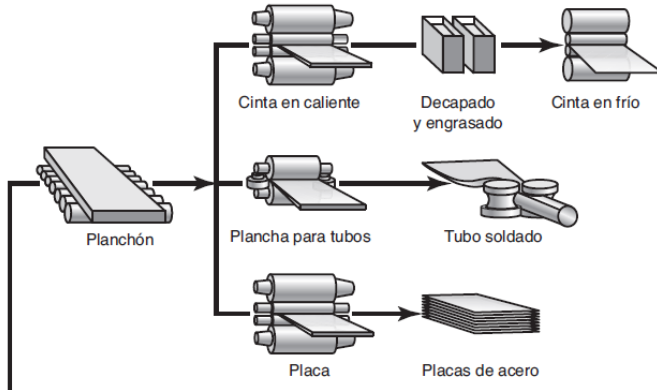 Cinta en caliente
Decapado
y engrasado
Cinta en frío
Planchón
Plancha para tubos
Tubo soldado
Placa
Placas de acero